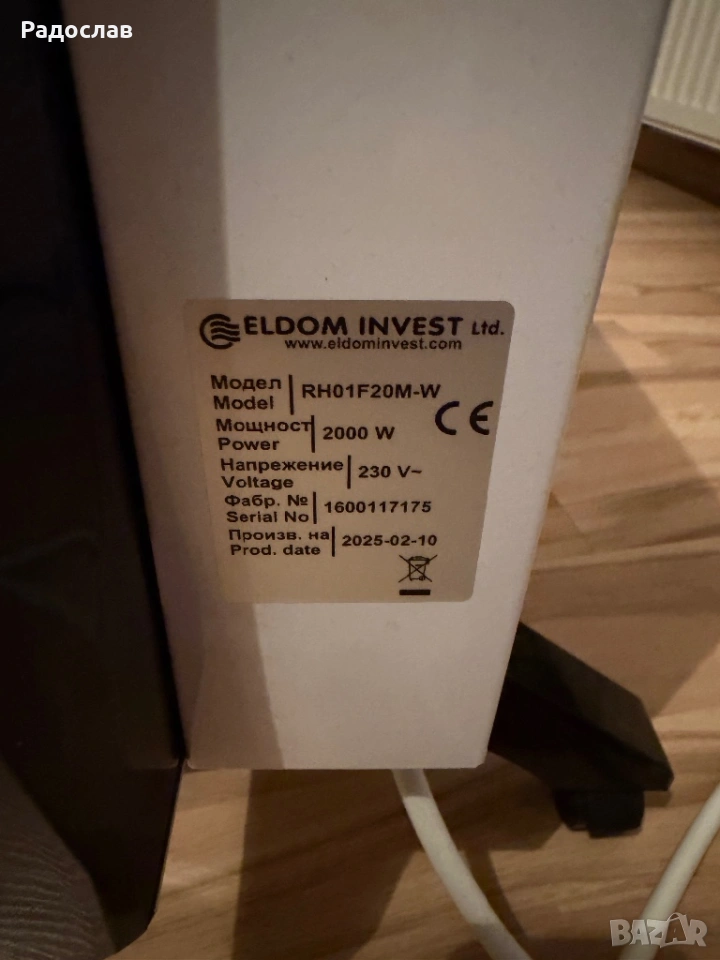 Радослав
ELDOM INVEST Ltd.
www.eldominvest.com
Модел
Model
RH01F20M-W
CE
Мощност
Power
2000 W
Напрежение
Voltage
230 V~
Фабр. №
Serial No
1600117175
Произв. на
Prod. date
2025-02-10
BAZAR